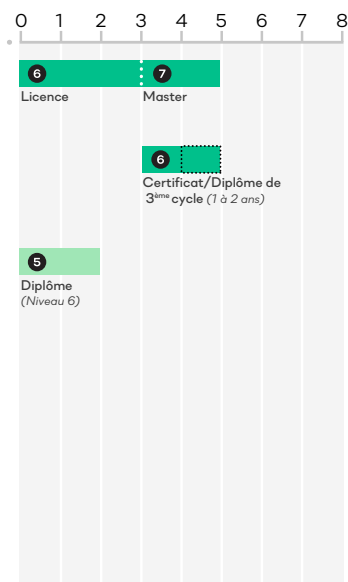 0 1 2 3 4 5 6 7 8
6 7
Licence Master
6
Certificat/Diplôme de
3ème cycle (1 à 2 ans)
5
Diplôme
(Niveau 6)